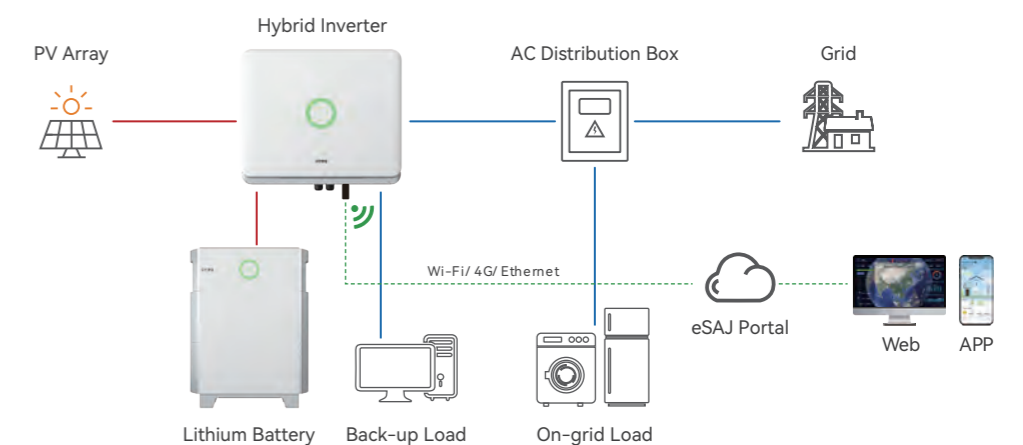 Hybrid Inverter
PV Array
AC Distribution Box
Grid
Wi-Fi/ 4G/ Ethernet
eSAJ Portal
Web
APP
Lithium Battery
Back-up Load
On-grid Load